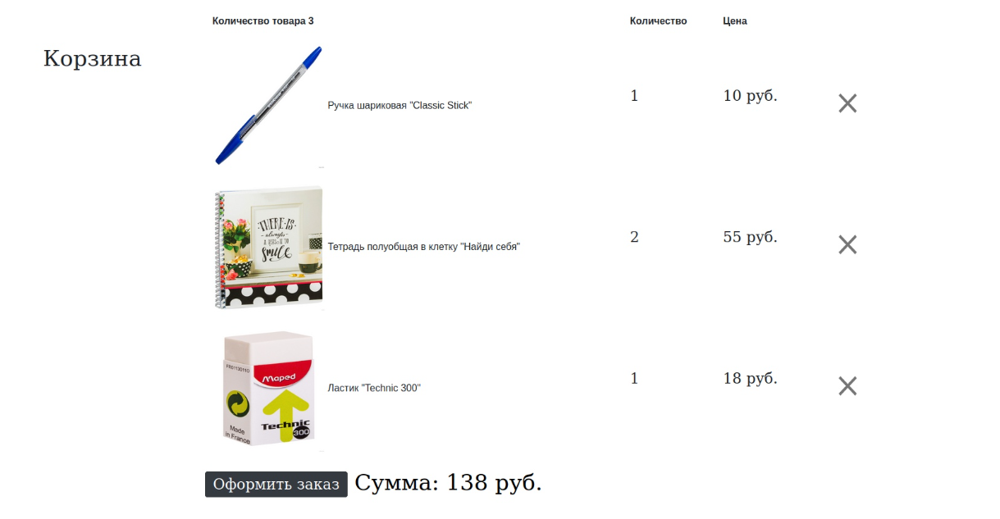 Количество товара 3 Количество Цена
Корзина
Ручка шариковая "Classic Stick" 1 10 руб.
THERE IS
always
A REASON TO
SMILE
Тетрадь полуобщая в клетку "Найди себя" 2 55 руб.
Maped
Technic
300
Made
in France
Ластик "Technic 300" 1 18 руб.
Оформить заказ Сумма: 138 руб.